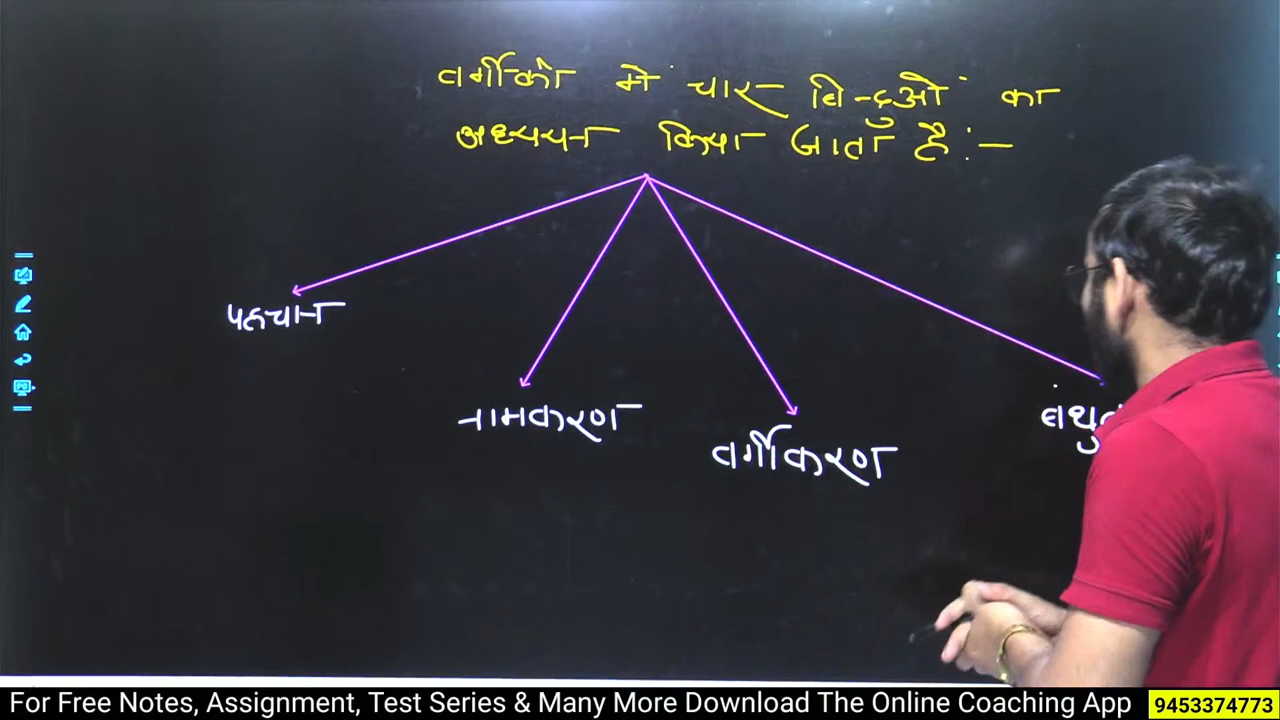 वर्गीकी में चार बिन्दुओं का
अध्ययन किया जाता है:-
पहचान
नामकरण
वर्गीकरण
For Free Notes, Assignment, Test Series & Many More Download The Online Coaching App
9453374773